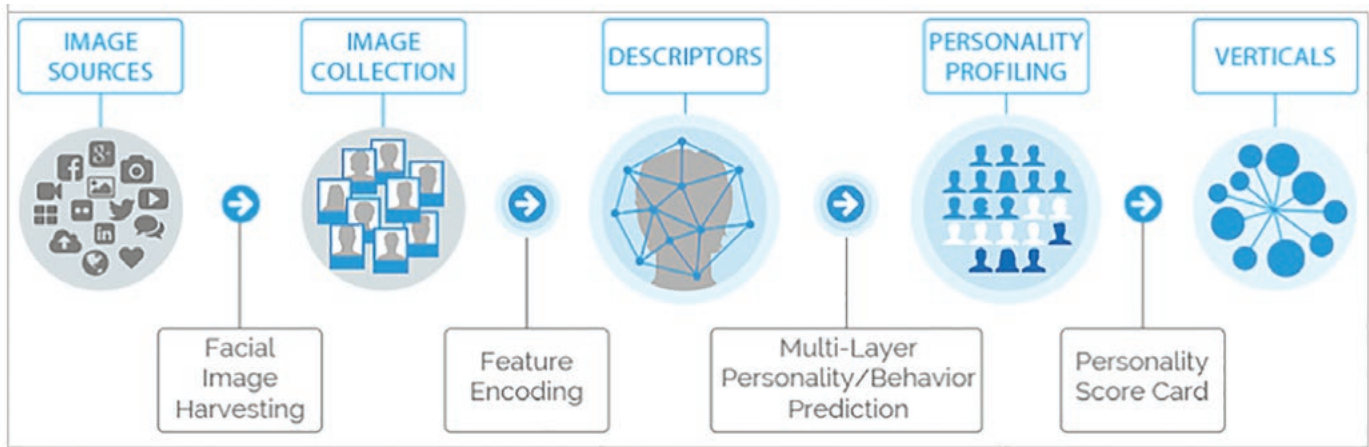 IMAGE
SOURCES
IMAGE
COLLECTION
DESCRIPTORS
PERSONALITY
PROFILING
VERTICALS
Facial
Image
Harvesting
Feature
Encoding
Multi-Layer
Personality/Behavior
Prediction
Personality
Score Card